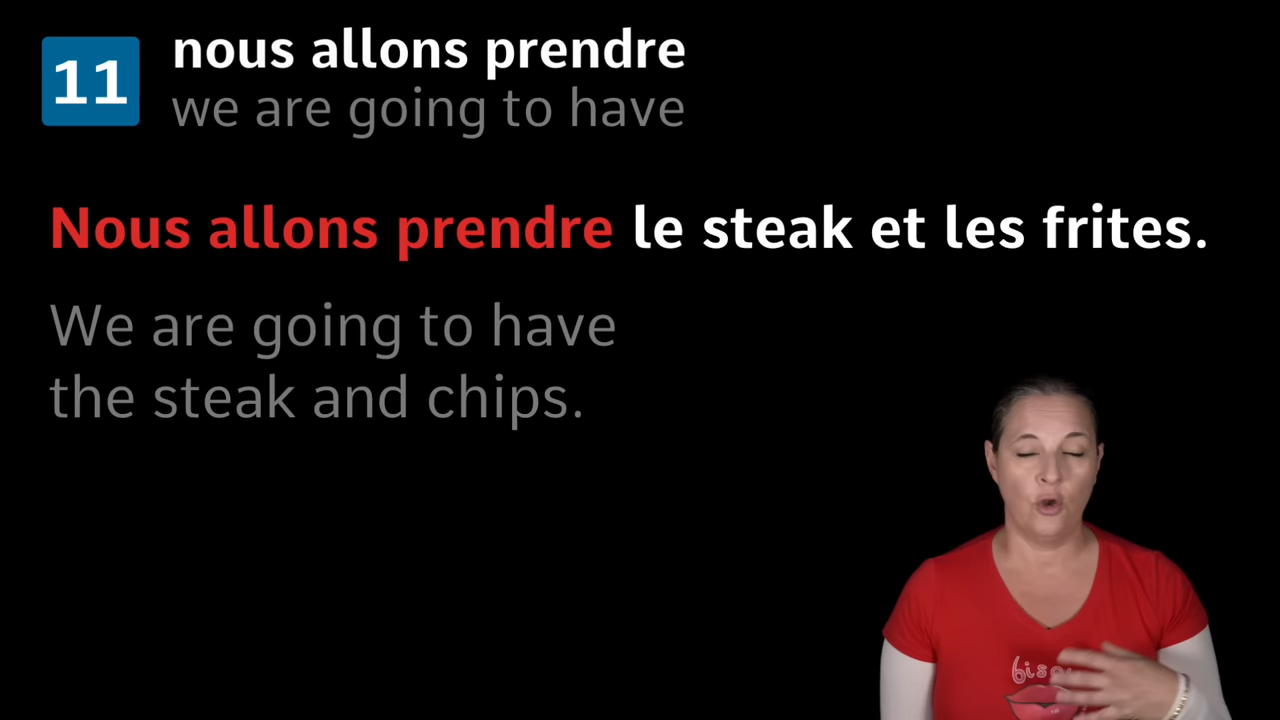 11
nous allons prendre
we are going to have
Nous allons prendre le steak et les frites.
We are going to have
the steak and chips.